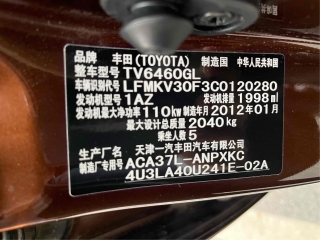 品牌 丰田(TOYOTA) 制造国 中华人民共和国
整车型号 TV6460GL
车辆识别代号 LFMKV30F3C0120280
发动机型号 1AZ 发动机排量 1998ml
发动机最大净功率 110kw 制造年月 2012年01月
最大设计总质量 2040kg
乘坐人数 5
生产厂名 天津一汽丰田汽车有限公司
ACA37L-ANPXKC
4U3LA40U241E-02A